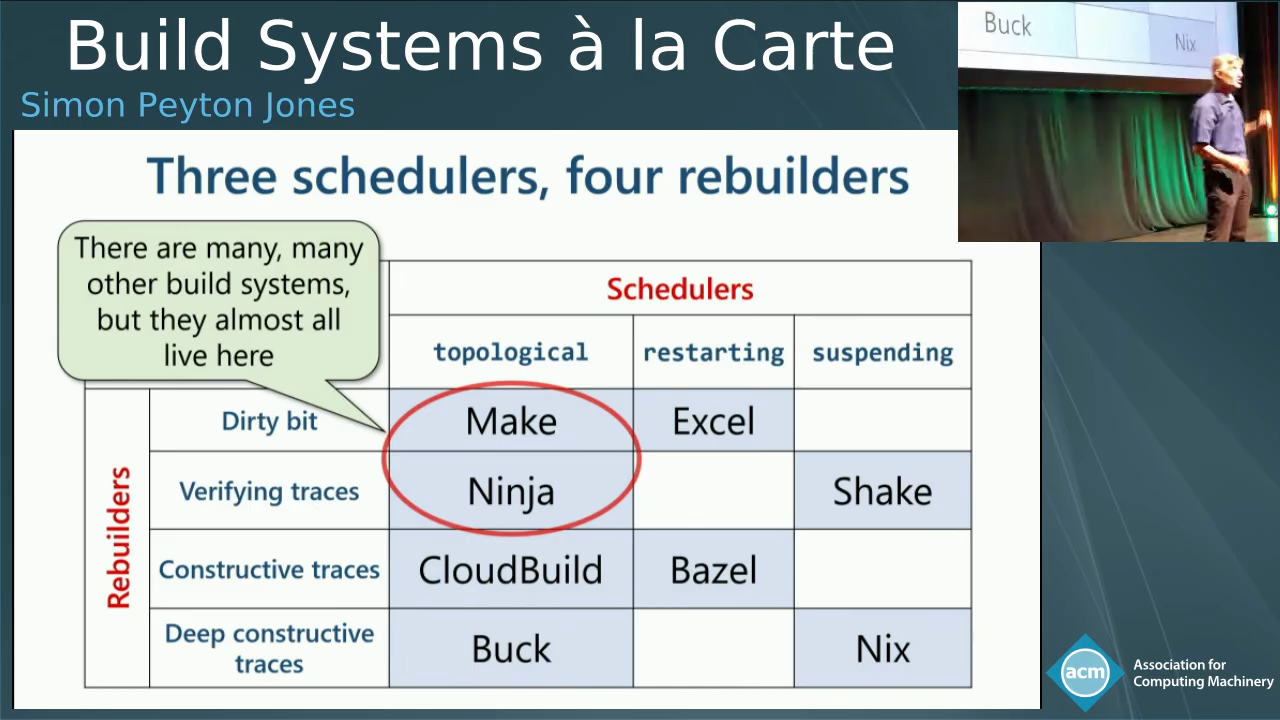 Build Systems à la Carte
Simon Peyton Jones
Buck
Nix
Three schedulers, four rebuilders
There are many, many
other build systems,
but they almost all
live here
Schedulers
topological restarting suspending
Rebuilders
Dirty bit Make Excel
Verifying traces Ninja Shake
Constructive traces CloudBuild Bazel
Deep constructive
traces Buck Nix
acm
Association for
Computing Machinery